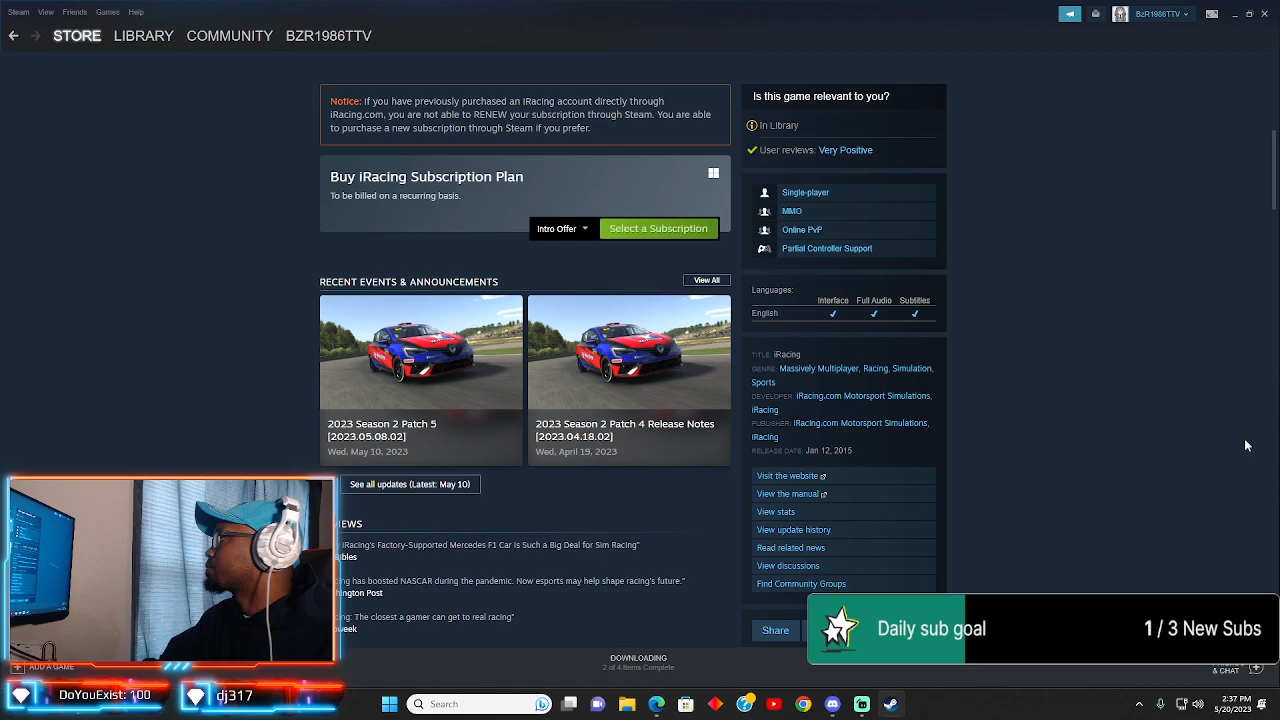 Steam View Friends Games Help
BZR1986TTV
STORE LIBRARY COMMUNITY BZR1986TTV
Notice: If you have previously purchased an iRacing account directly through
iRacing.com, you are not able to RENEW your subscription through Steam. You are able
to purchase a new subscription through Steam if you prefer.
Buy iRacing Subscription Plan
To be billed on a recurring basis.
Intro Offer Select a Subscription
RECENT EVENTS & ANNOUNCEMENTS View All
2023 Season 2 Patch 5
[2023.05.08.02]
Wed, May 10, 2023
2023 Season 2 Patch 4 Release Notes
[2023.04.18.02]
Wed, April 19, 2023
See all updates (Latest: May 10)
iRacing's Factory-Supported Mercedes F1 Car Is Such a Big Deal for Sim Racing"
has boosted NASCAR during the pandemic. Now esports may help shape racing's future."
Post
The closest a gamer can get to real racing"
Is this game relevant to you?
In Library
User reviews: Very Positive
Single-player
MMO
Online PvP
Partial Controller Support
Languages:
Interface Full Audio Subtitles
English ✓ ✓ ✓
TITLE: iRacing
GENRE: Massively Multiplayer, Racing, Simulation,
Sports
DEVELOPER: iRacing.com Motorsport Simulations,
iRacing
PUBLISHER: iRacing.com Motorsport Simulations,
iRacing
RELEASE DATE: Jan 12, 2015
Visit the website
View the manual
View stats
View update history
Read related news
View discussions
Find Community Groups
Share
Daily sub goal 1 / 3 New Subs
ADD A GAME
DOWNLOADING
2 of 4 Items Complete
& CHAT
DoYouExist: 100 dj317
Search
2:37 PM
5/20/2023